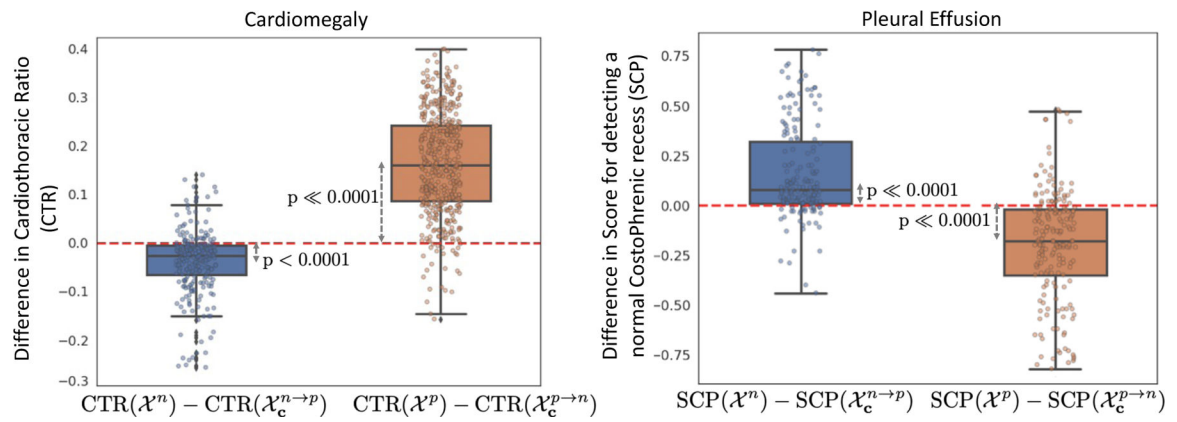 Cardiomegaly
Difference in Cardiothoracic Ratio
(CTR)
0.4
0.3
0.2
0.1
0.0
−0.1
−0.2
−0.3
p ≪ 0.0001
p < 0.0001
CTR(𝒳ⁿ) − CTR(𝒳_c^{n→p})
CTR(𝒳ᵖ) − CTR(𝒳_c^{p→n})
Pleural Effusion
Difference in Score for detecting a
normal CostoPhrenic recess (SCP)
0.75
0.50
0.25
0.00
−0.25
−0.50
−0.75
p ≪ 0.0001
p ≪ 0.0001
SCP(𝒳ⁿ) − SCP(𝒳_c^{n→p})
SCP(𝒳ᵖ) − SCP(𝒳_c^{p→n})